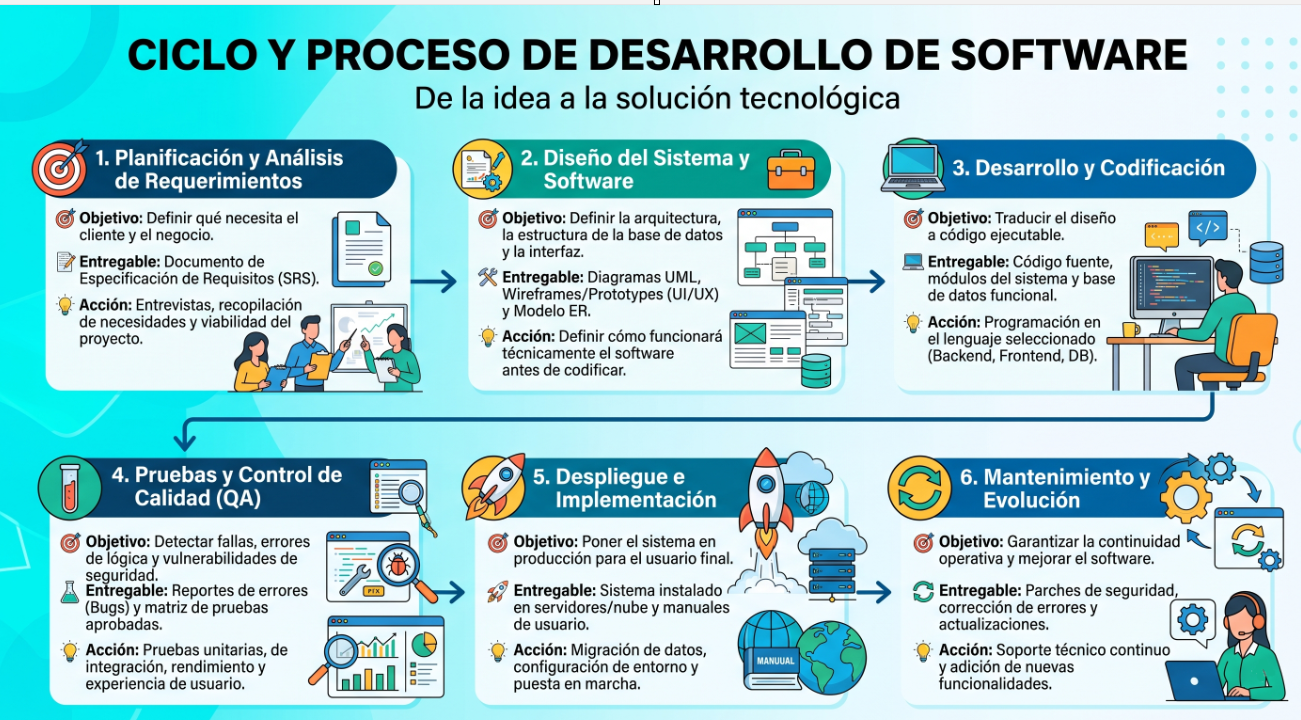 CICLO Y PROCESO DE DESARROLLO DE SOFTWARE
De la idea a la solución tecnológica
1. Planificación y Análisis
de Requerimientos
Objetivo: Definir qué necesita el
cliente y el negocio.
Entregable: Documento de
Especificación de Requisitos (SRS).
Acción: Entrevistas, recopilación
de necesidades y viabilidad del
proyecto.
2. Diseño del Sistema y
Software
Objetivo: Definir la arquitectura,
la estructura de la base de datos
y la interfaz.
Entregable: Diagramas UML,
Wireframes/Prototypes (UI/UX)
y Modelo ER.
Acción: Definir cómo funcionará
técnicamente el software
antes de codificar.
3. Desarrollo y Codificación
Objetivo: Traducir el diseño
a código ejecutable.
Entregable: Código fuente,
módulos del sistema y base
de datos funcional.
Acción: Programación en
el lenguaje seleccionado
(Backend, Frontend, DB).
<...>
</>
4. Pruebas y Control de
Calidad (QA)
Objetivo: Detectar fallas, errores
de lógica y vulnerabilidades de
seguridad.
Entregable: Reportes de errores
(Bugs) y matriz de pruebas
aprobadas.
Acción: Pruebas unitarias, de
integración, rendimiento y
experiencia de usuario.
5. Despliegue e
Implementación
Objetivo: Poner el sistema en
producción para el usuario final.
Entregable: Sistema instalado
en servidores/nube y manuales
de usuario.
Acción: Migración de datos,
configuración de entorno y
puesta en marcha.
MANUUAL
6. Mantenimiento y
Evolución
Objetivo: Garantizar la continuidad
operativa y mejorar el software.
Entregable: Parches de seguridad,
corrección de errores y
actualizaciones.
Acción: Soporte técnico continuo
y adición de nuevas
funcionalidades.